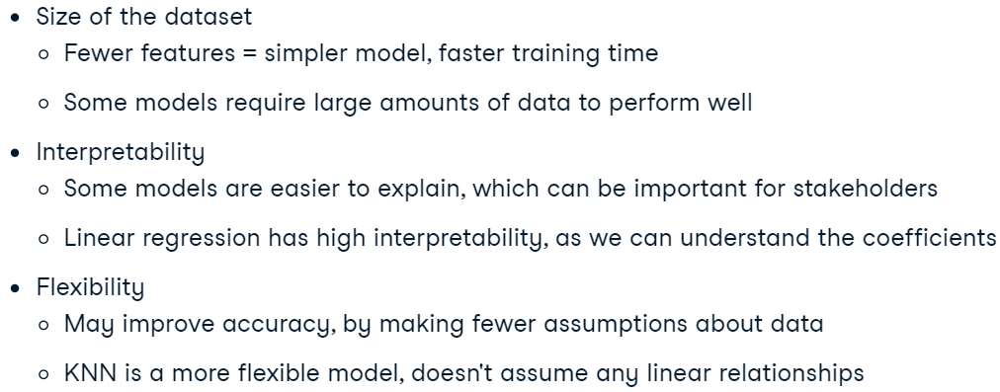 • Size of the dataset
◦ Fewer features = simpler model, faster training time
◦ Some models require large amounts of data to perform well
• Interpretability
◦ Some models are easier to explain, which can be important for stakeholders
◦ Linear regression has high interpretability, as we can understand the coefficients
• Flexibility
◦ May improve accuracy, by making fewer assumptions about data
◦ KNN is a more flexible model, doesn't assume any linear relationships